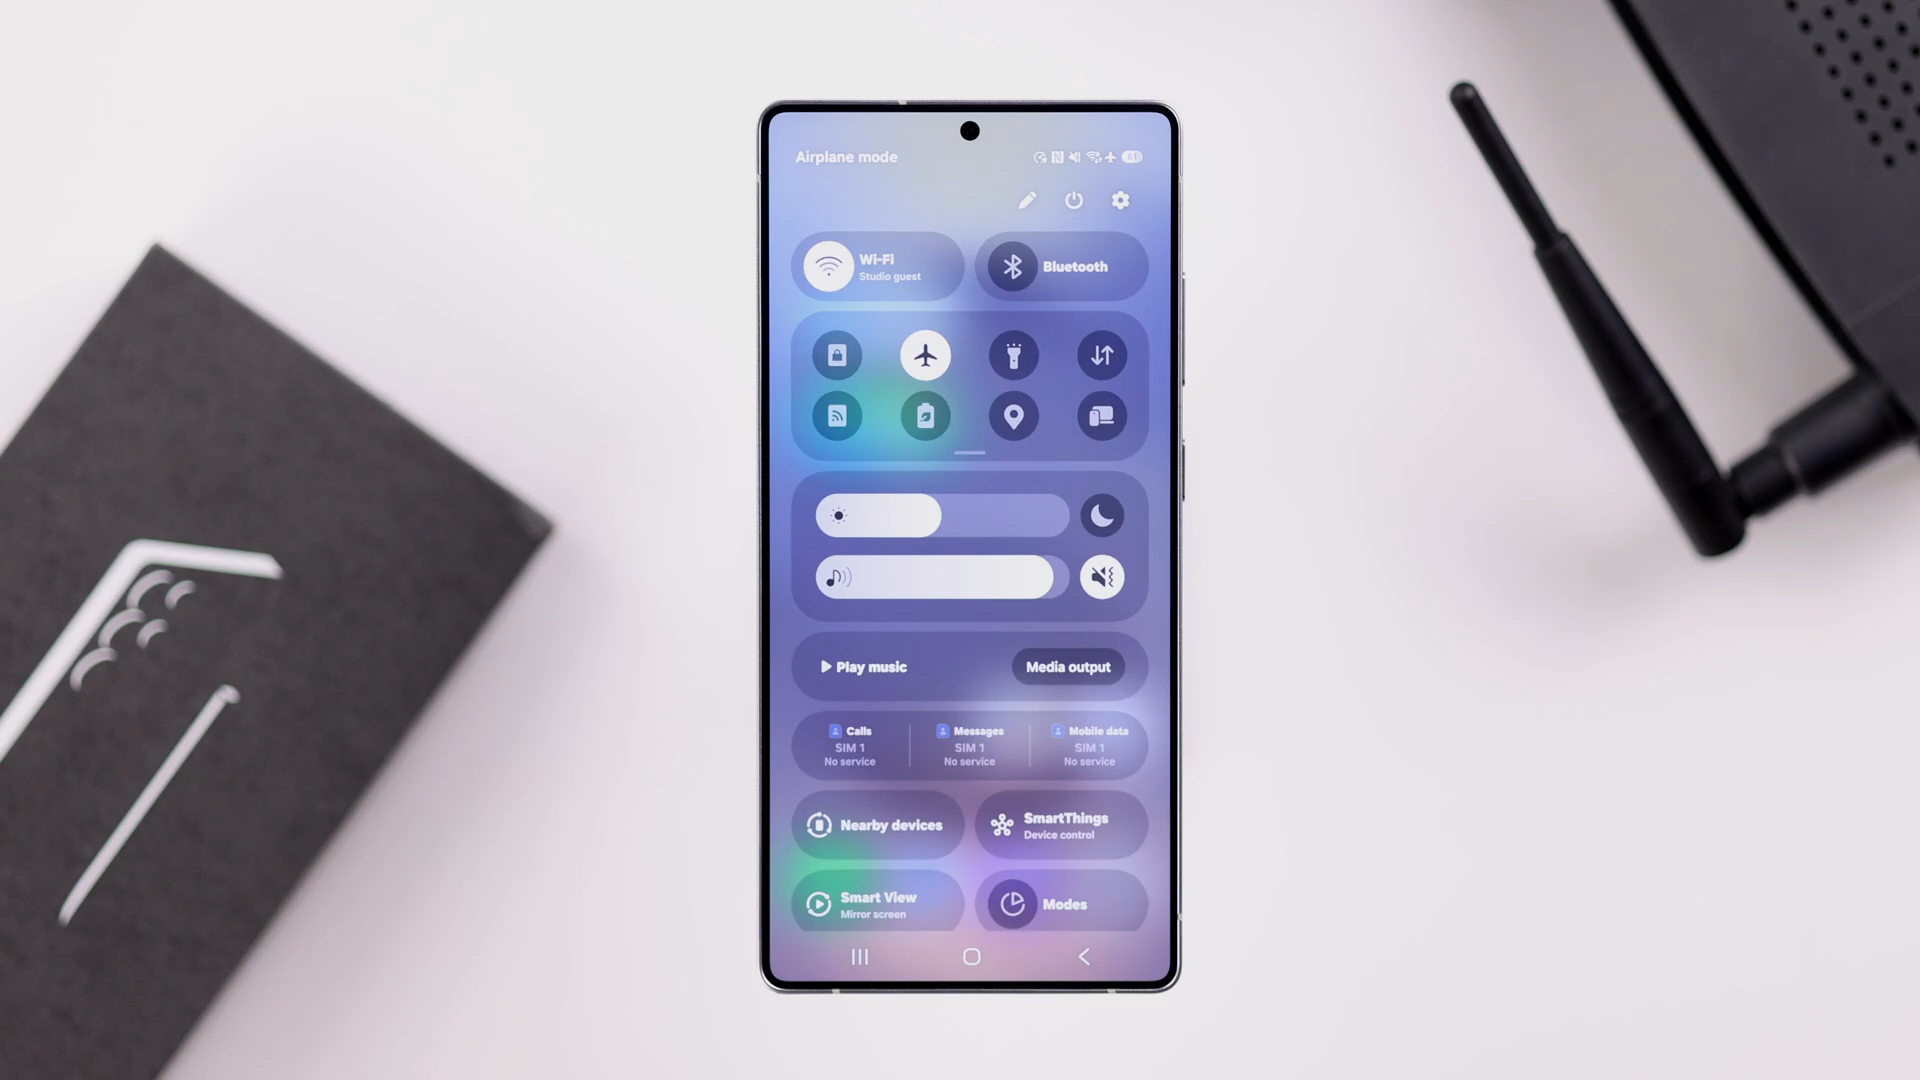 Airplane mode
61
Wi-Fi
Studio guest
Bluetooth
Play music
Media output
Calls
SIM 1
No service
Messages
SIM 1
No service
Mobile data
SIM 1
No service
Nearby devices
SmartThings
Device control
Smart View
Mirror screen
Modes